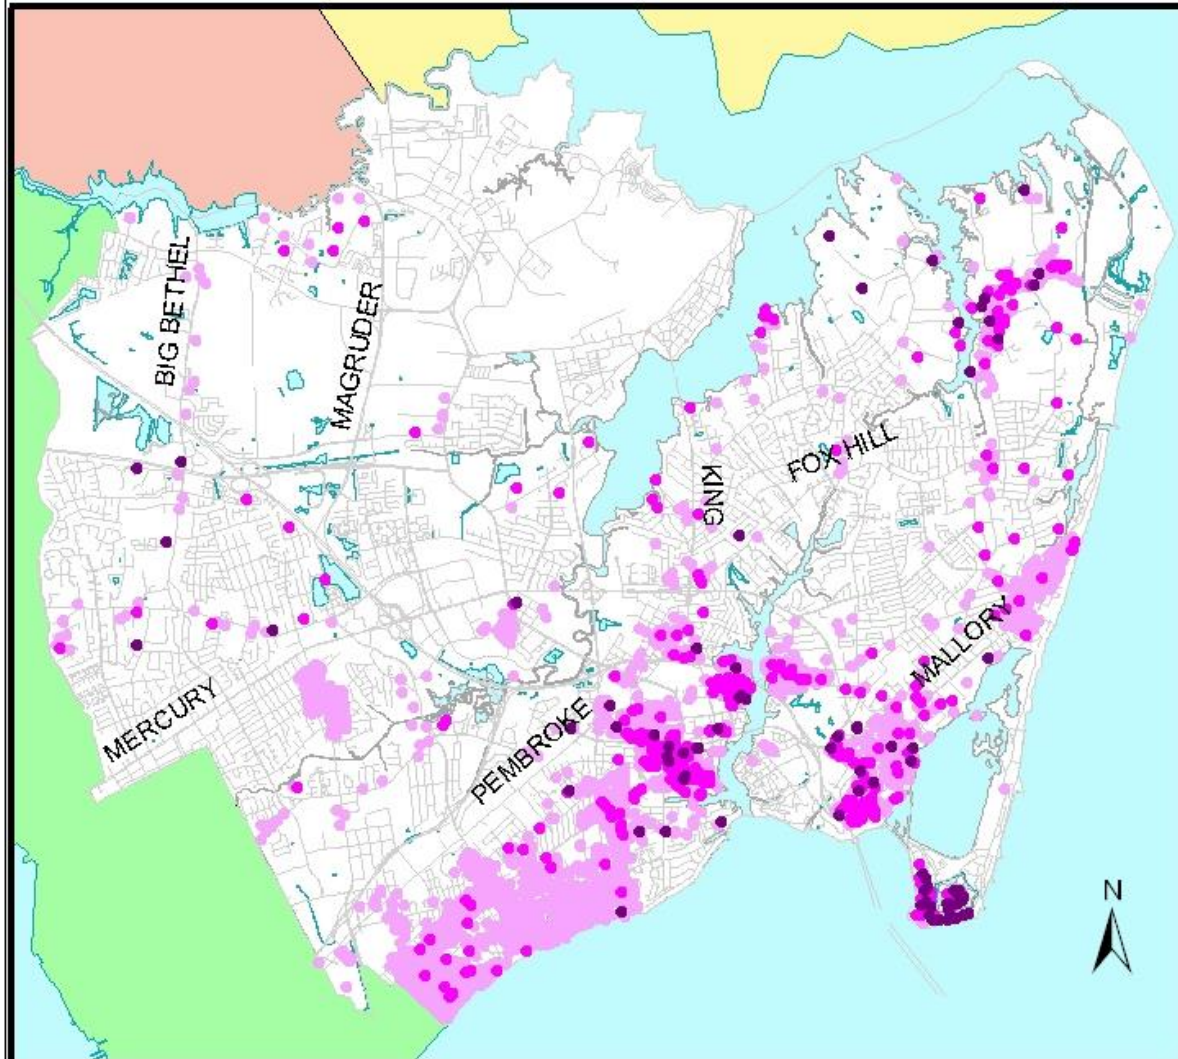 BIG BETHEL
MAGRUDER
KING
FOX HILL
MALLORY
MERCURY
PEMBROKE
N